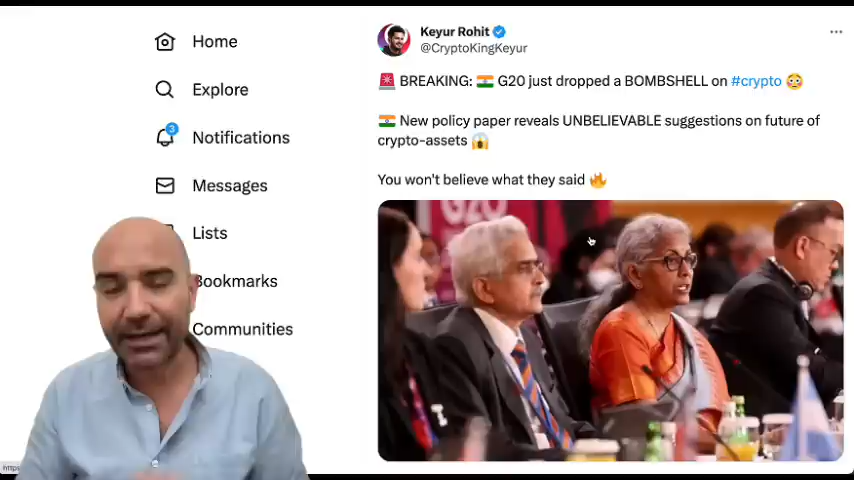 Home
Explore
3
Notifications
Messages
Lists
Bookmarks
Communities
Keyur Rohit
@CryptoKingKeyur
🚨 BREAKING: 🇮🇳 G20 just dropped a BOMBSHELL on #crypto 😳
🇮🇳 New policy paper reveals UNBELIEVABLE suggestions on future of
crypto-assets 😱
You won't believe what they said 🔥
G20